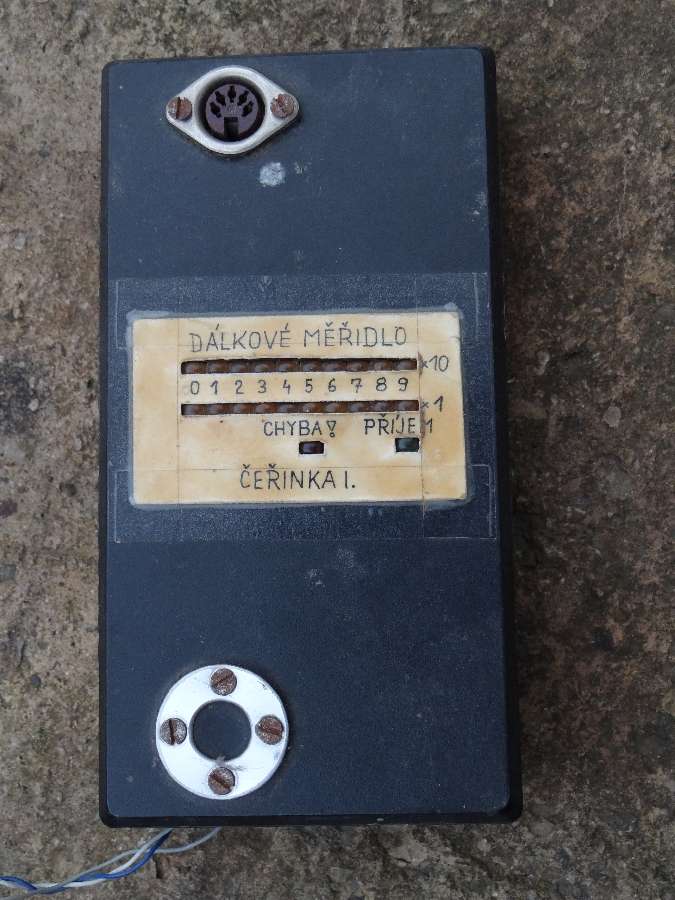 DÁLKOVÉ MĚŘIDLO
×10
0 1 2 3 4 5 6 7 8 9
×1
CHYBA! PŘÍJEM
ČEŘINKA I.